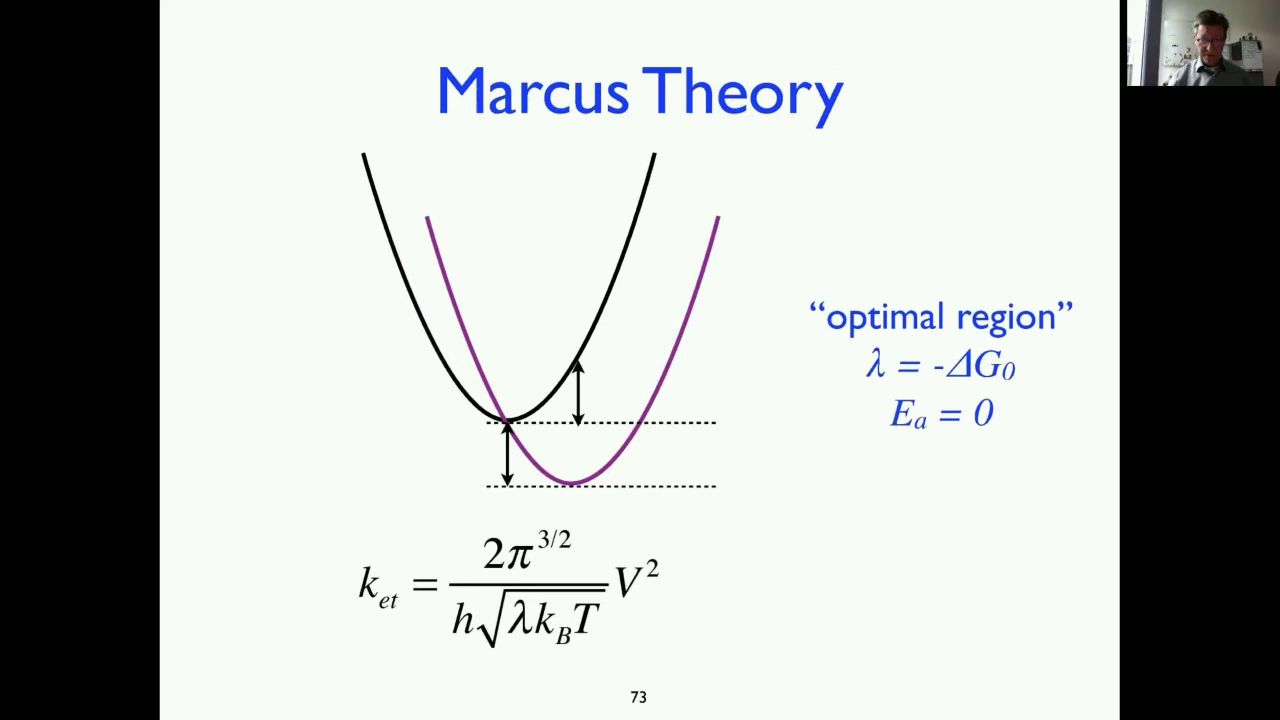 Marcus Theory
“optimal region”
λ = -ΔG₀
Eₐ = 0
k_et = 2π^{3/2} / (h√(λk_BT)) V²
73